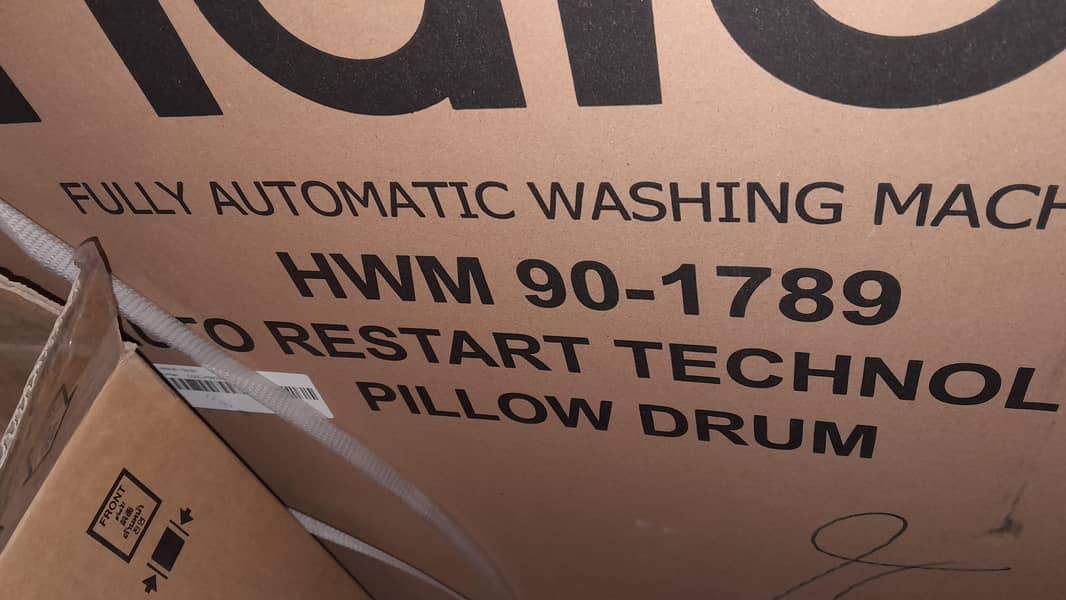 FULLY AUTOMATIC WASHING MACH
HWM 90-1789
TO RESTART TECHNOL
PILLOW DRUM
FRONT